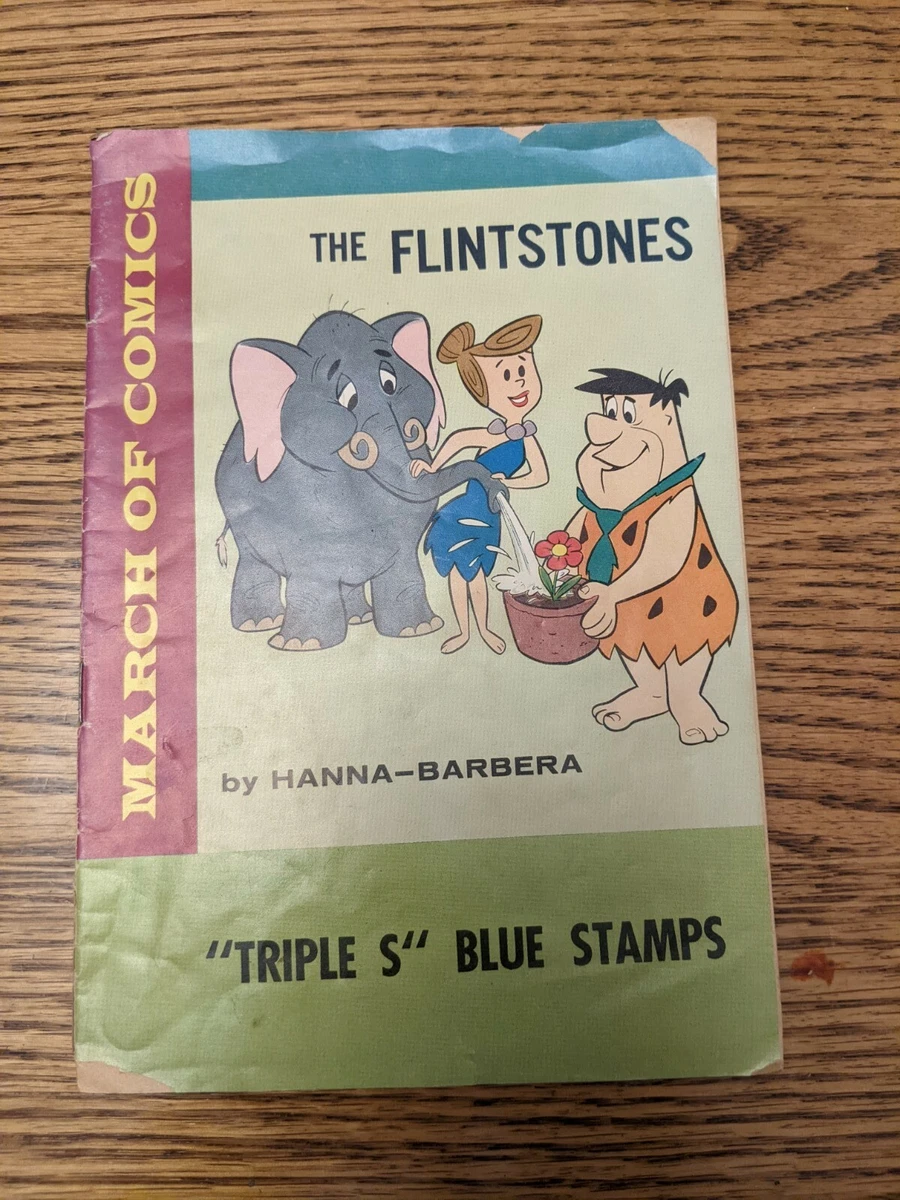 MARCH OF COMICS
THE FLINTSTONES
by HANNA-BARBERA
"TRIPLE S" BLUE STAMPS